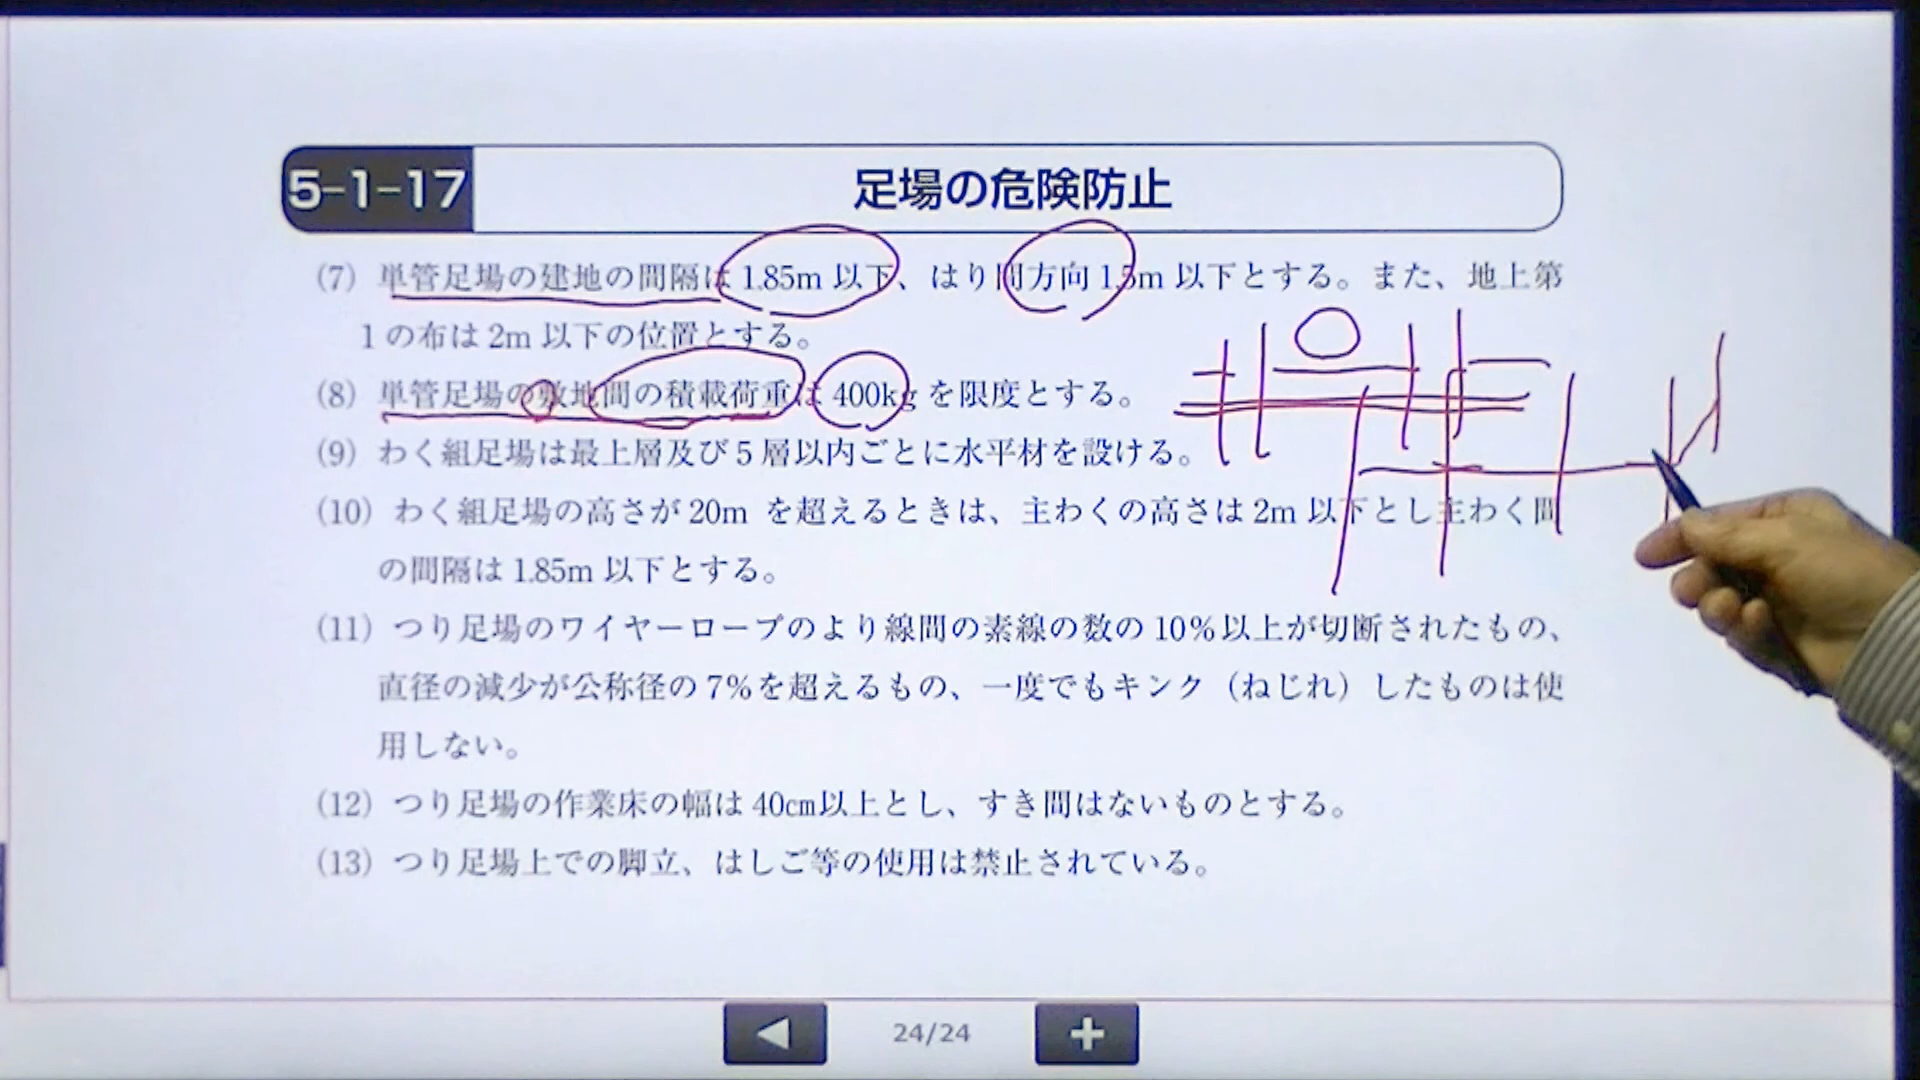 5-1-17 足場の危険防止
(7) 単管足場の建地の間隔は 1.85m 以下、はり間方向 1.5m 以下とする。また、地上第
1の布は 2m 以下の位置とする。
(8) 単管足場の敷地間の積載荷重は 400kg を限度とする。
(9) わく組足場は最上層及び5層以内ごとに水平材を設ける。
(10) わく組足場の高さが 20m を超えるときは、主わくの高さは 2m 以下とし主わく間
の間隔は 1.85m 以下とする。
(11) つり足場のワイヤーロープのより線間の素線の数の 10%以上が切断されたもの、
直径の減少が公称径の 7%を超えるもの、一度でもキンク（ねじれ）したものは使
用しない。
(12) つり足場の作業床の幅は 40㎝以上とし、すき間はないものとする。
(13) つり足場上での脚立、はしご等の使用は禁止されている。
24/24